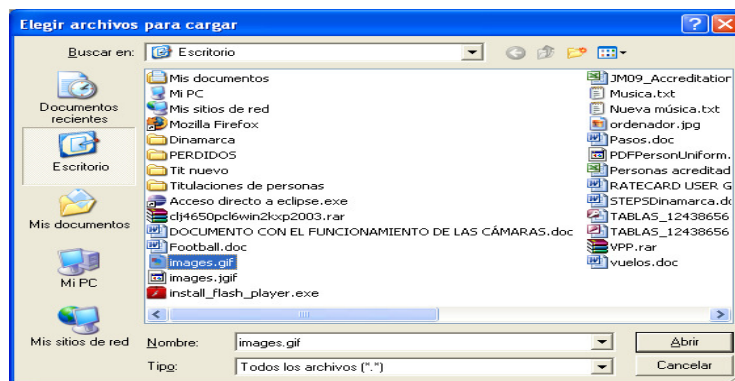 Elegir archivos para cargar
Buscar en: Escritorio
Documentos recientes
Escritorio
Mis documentos
Mi PC
Mis sitios de red
Mis documentos
Mi PC
Mis sitios de red
Mozilla Firefox
Dinamarca
PERDIDOS
Tit nuevo
Titulaciones de personas
Acceso directo a eclipse.exe
clj4650pcl6win2kxp2003.rar
DOCUMENTO CON EL FUNCIONAMIENTO DE LAS CÁMARAS.doc
Football.doc
images.gif
images.jgif
install_flash_player.exe
JM09_Accreditation
Musica.txt
Nueva música.txt
ordenador.jpg
Pasos.doc
PDFPersonUniform.
Personas acreditad
RATECARD USER G
STEPSDinamarca.do
TABLAS_12438656
TABLAS_12438656
VPP.rar
vuelos.doc
Nombre: images.gif
Abrir
Tipo: Todos los archivos (".")
Cancelar